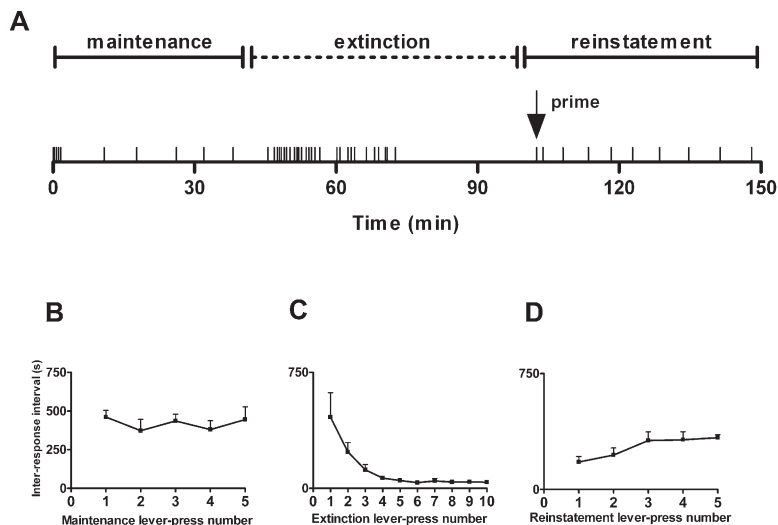 A
maintenance extinction reinstatement
prime
0 30 60 90 120 150
Time (min)
B
C
D
Inter-response interval (s)
750
500
250
0
0 1 2 3 4 5
Maintenance lever-press number
750
0
0 1 2 3 4 5 6 7 8 9 10
Extinction lever-press number
750
0
0 1 2 3 4 5
Reinstatement lever-press number